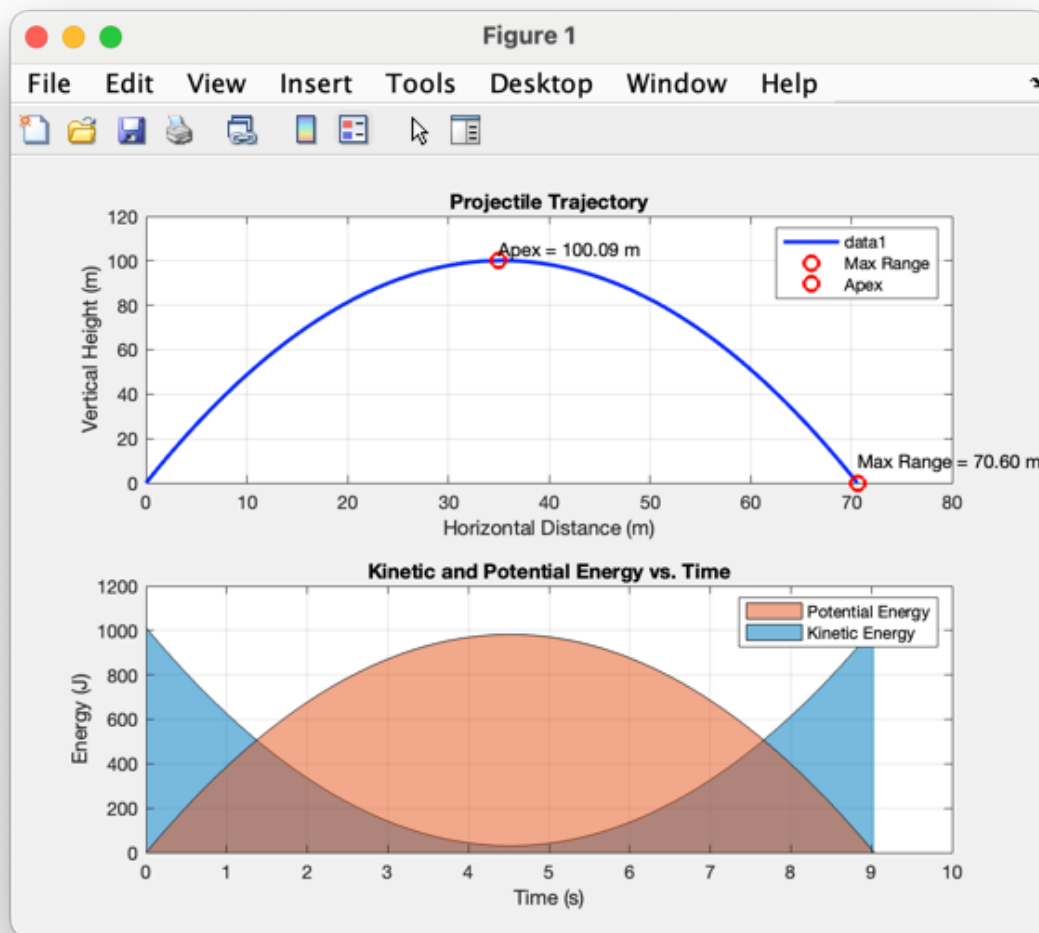 Figure 1
File Edit View Insert Tools Desktop Window Help
Projectile Trajectory
120
100
80
60
40
20
0
Vertical Height (m)
Apex = 100.09 m
data1
Max Range
Apex
Max Range = 70.60 m
0 10 20 30 40 50 60 70 80
Horizontal Distance (m)
Kinetic and Potential Energy vs. Time
1200
1000
800
600
400
200
0
Energy (J)
Potential Energy
Kinetic Energy
0 1 2 3 4 5 6 7 8 9 10
Time (s)